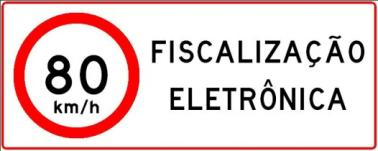 80
km/h
FISCALIZAÇÃO
ELETRÔNICA